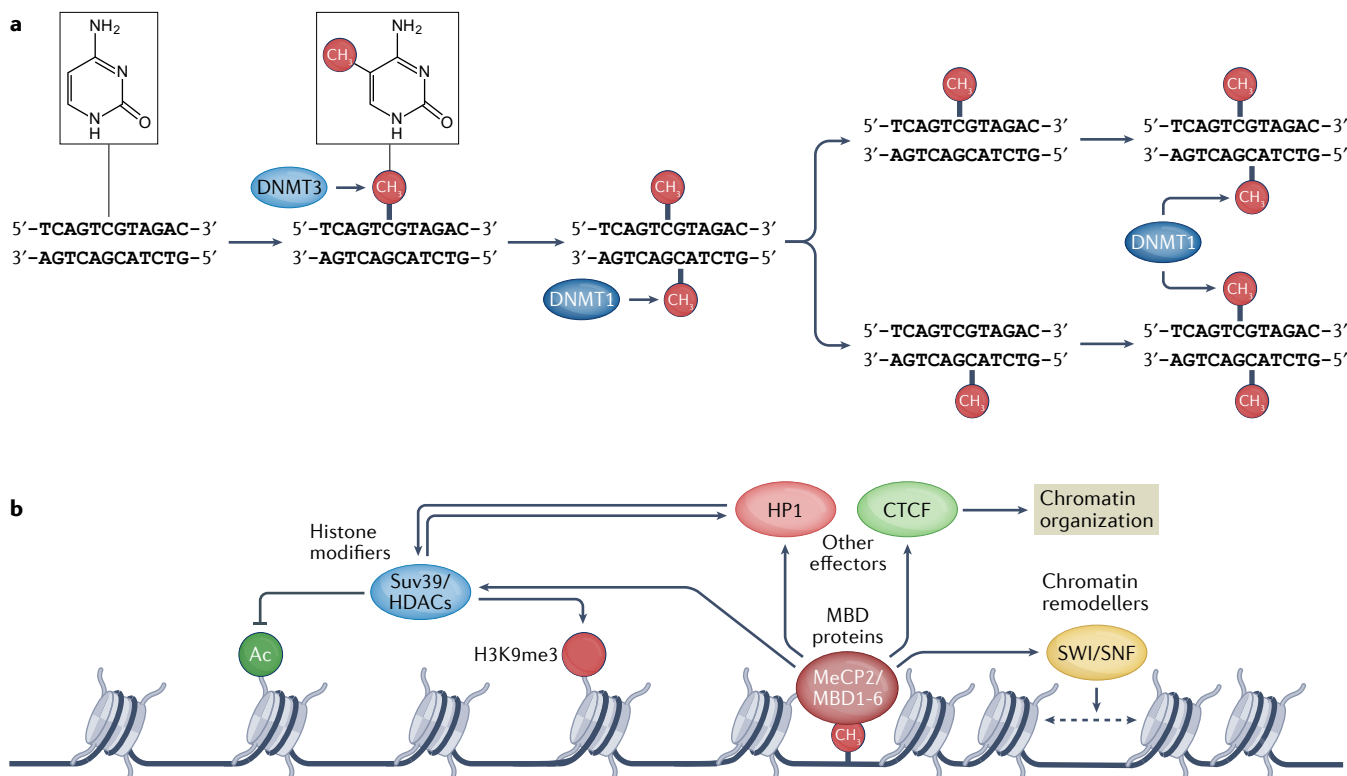 a
NH₂
N
N
H
O
CH₃
NH₂
N
N
H
O
DNMT3
CH₃
5′–TCAGTCGTAGAC–3′
3′–AGTCAGCATCTG–5′
5′–TCAGTCGTAGAC–3′
3′–AGTCAGCATCTG–5′
CH₃
5′–TCAGTCGTAGAC–3′
3′–AGTCAGCATCTG–5′
DNMT1
CH₃
CH₃
5′–TCAGTCGTAGAC–3′
3′–AGTCAGCATCTG–5′
CH₃
5′–TCAGTCGTAGAC–3′
3′–AGTCAGCATCTG–5′
CH₃
DNMT1
CH₃
5′–TCAGTCGTAGAC–3′
3′–AGTCAGCATCTG–5′
CH₃
5′–TCAGTCGTAGAC–3′
3′–AGTCAGCATCTG–5′
CH₃
b
Histone
modifiers
Suv39/
HDACs
HP1
CTCF
Other
effectors
Chromatin
organization
Chromatin
remodellers
SWI/SNF
MBD
proteins
MeCP2/
MBD1-6
CH₃
Ac
H3K9me3